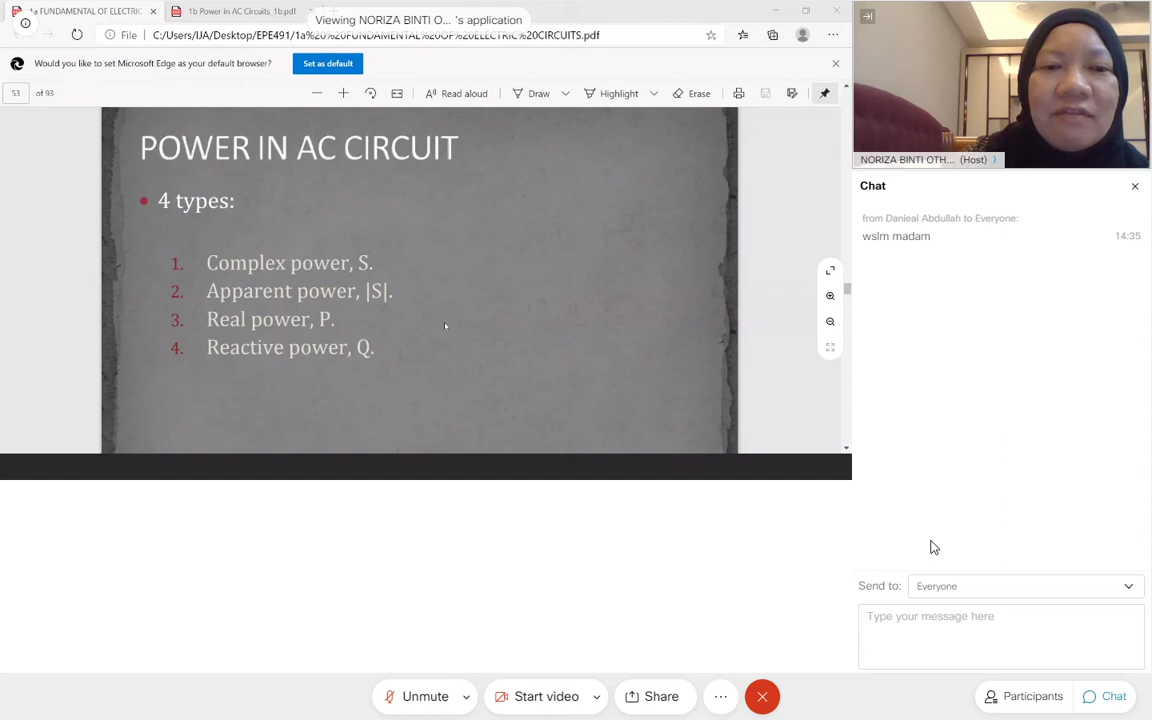 1a FUNDAMENTAL OF ELECTRIC
1b Power in AC Circuits_1b.pdf
Viewing NORIZA BINTI O... 's application
File
C:/Users/IJA/Desktop/EPE491/1a%20%20FUNDAMENTAL%20OF%20ELECTRIC%20CIRCUITS.pdf
Would you like to set Microsoft Edge as your default browser?
Set as default
53 of 93
Read aloud
Draw
Highlight
Erase
POWER IN AC CIRCUIT
• 4 types:
1. Complex power, S.
2. Apparent power, |S|.
3. Real power, P.
4. Reactive power, Q.
NORIZA BINTI OTH... (Host)
Chat
from Danieal Abdullah to Everyone:
wslm madam 14:35
Send to: Everyone
Type your message here
Unmute
Start video
Share
Participants
Chat